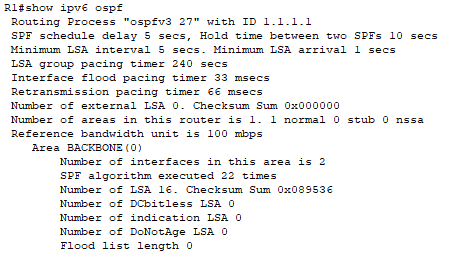 R1#show ipv6 ospf
Routing Process "ospfv3 27" with ID 1.1.1.1
SPF schedule delay 5 secs, Hold time between two SPFs 10 secs
Minimum LSA interval 5 secs. Minimum LSA arrival 1 secs
LSA group pacing timer 240 secs
Interface flood pacing timer 33 msecs
Retransmission pacing timer 66 msecs
Number of external LSA 0. Checksum Sum 0x000000
Number of areas in this router is 1. 1 normal 0 stub 0 nssa
Reference bandwidth unit is 100 mbps
Area BACKBONE(0)
Number of interfaces in this area is 2
SPF algorithm executed 22 times
Number of LSA 16. Checksum Sum 0x089536
Number of DCbitless LSA 0
Number of indication LSA 0
Number of DoNotAge LSA 0
Flood list length 0